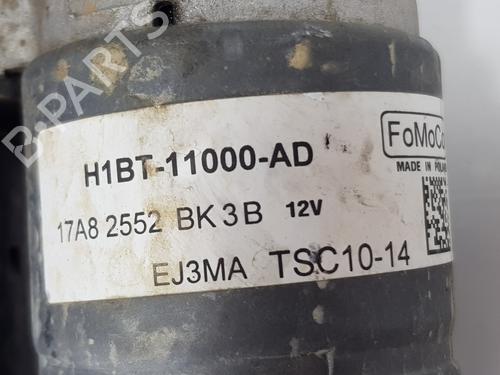 B-PARTS
FoMoCo
H1BT-11000-AD
MADE IN POLAND
17A8 2552 BK3B 12V
EJ3MA TSC10-14